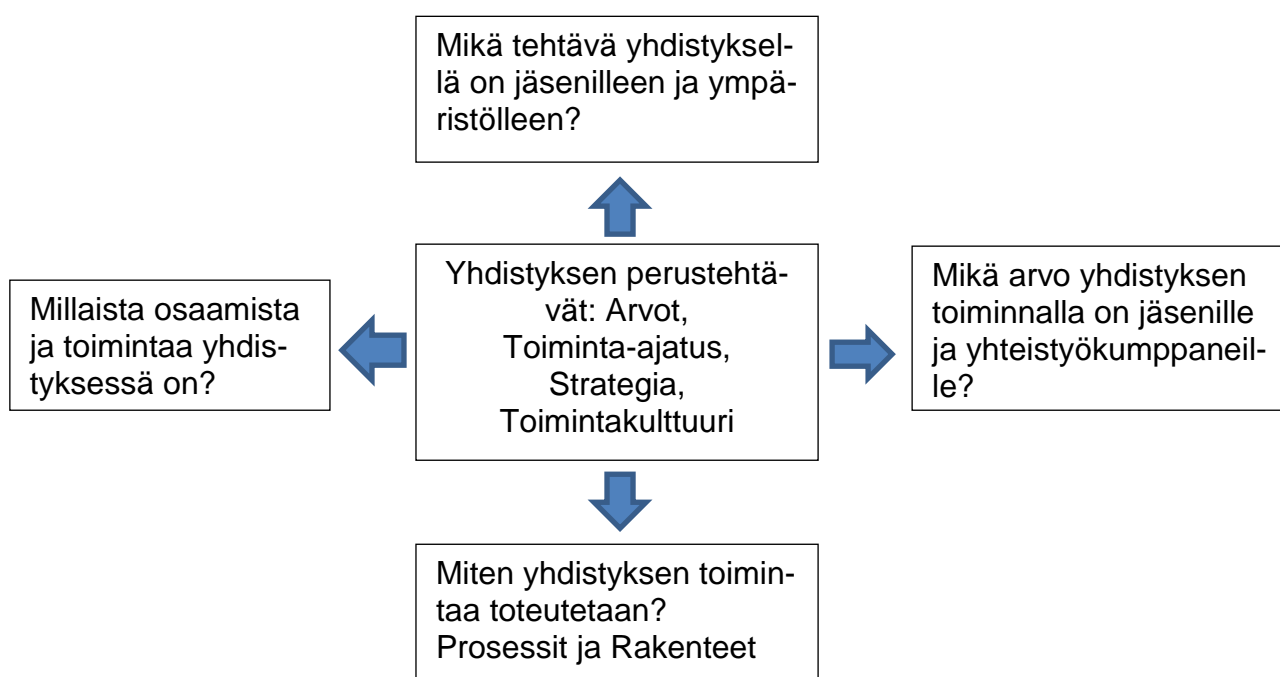 Mikä tehtävä yhdistyksel-
lä on jäsenilleen ja ympä-
ristölleen?
Millaista osaamista
ja toimintaa yhdis-
tyksessä on?
Yhdistyksen perustehtä-
vät: Arvot,
Toiminta-ajatus,
Strategia,
Toimintakulttuuri
Mikä arvo yhdistyksen
toiminnalla on jäsenille
ja yhteistyökumppaneil-
le?
Miten yhdistyksen toimin-
taa toteutetaan?
Prosessit ja Rakenteet